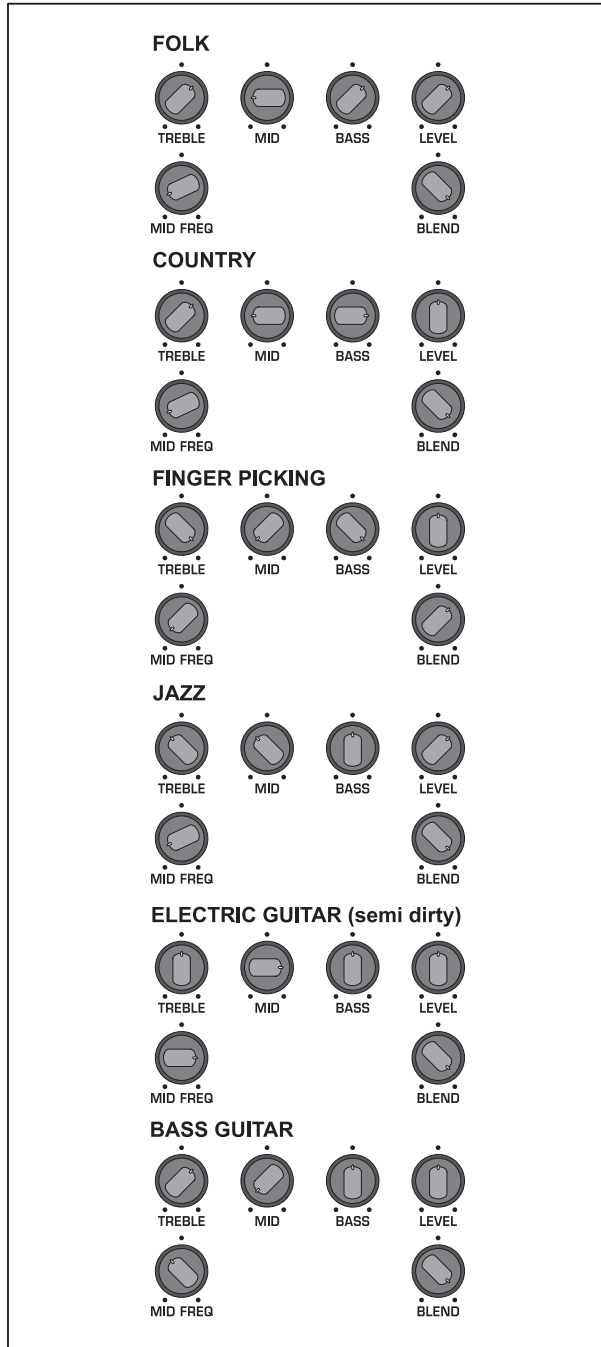 FOLK
TREBLE MID BASS LEVEL
MID FREQ BLEND
COUNTRY
TREBLE MID BASS LEVEL
MID FREQ BLEND
FINGER PICKING
TREBLE MID BASS LEVEL
MID FREQ BLEND
JAZZ
TREBLE MID BASS LEVEL
MID FREQ BLEND
ELECTRIC GUITAR (semi dirty)
TREBLE MID BASS LEVEL
MID FREQ BLEND
BASS GUITAR
TREBLE MID BASS LEVEL
MID FREQ BLEND